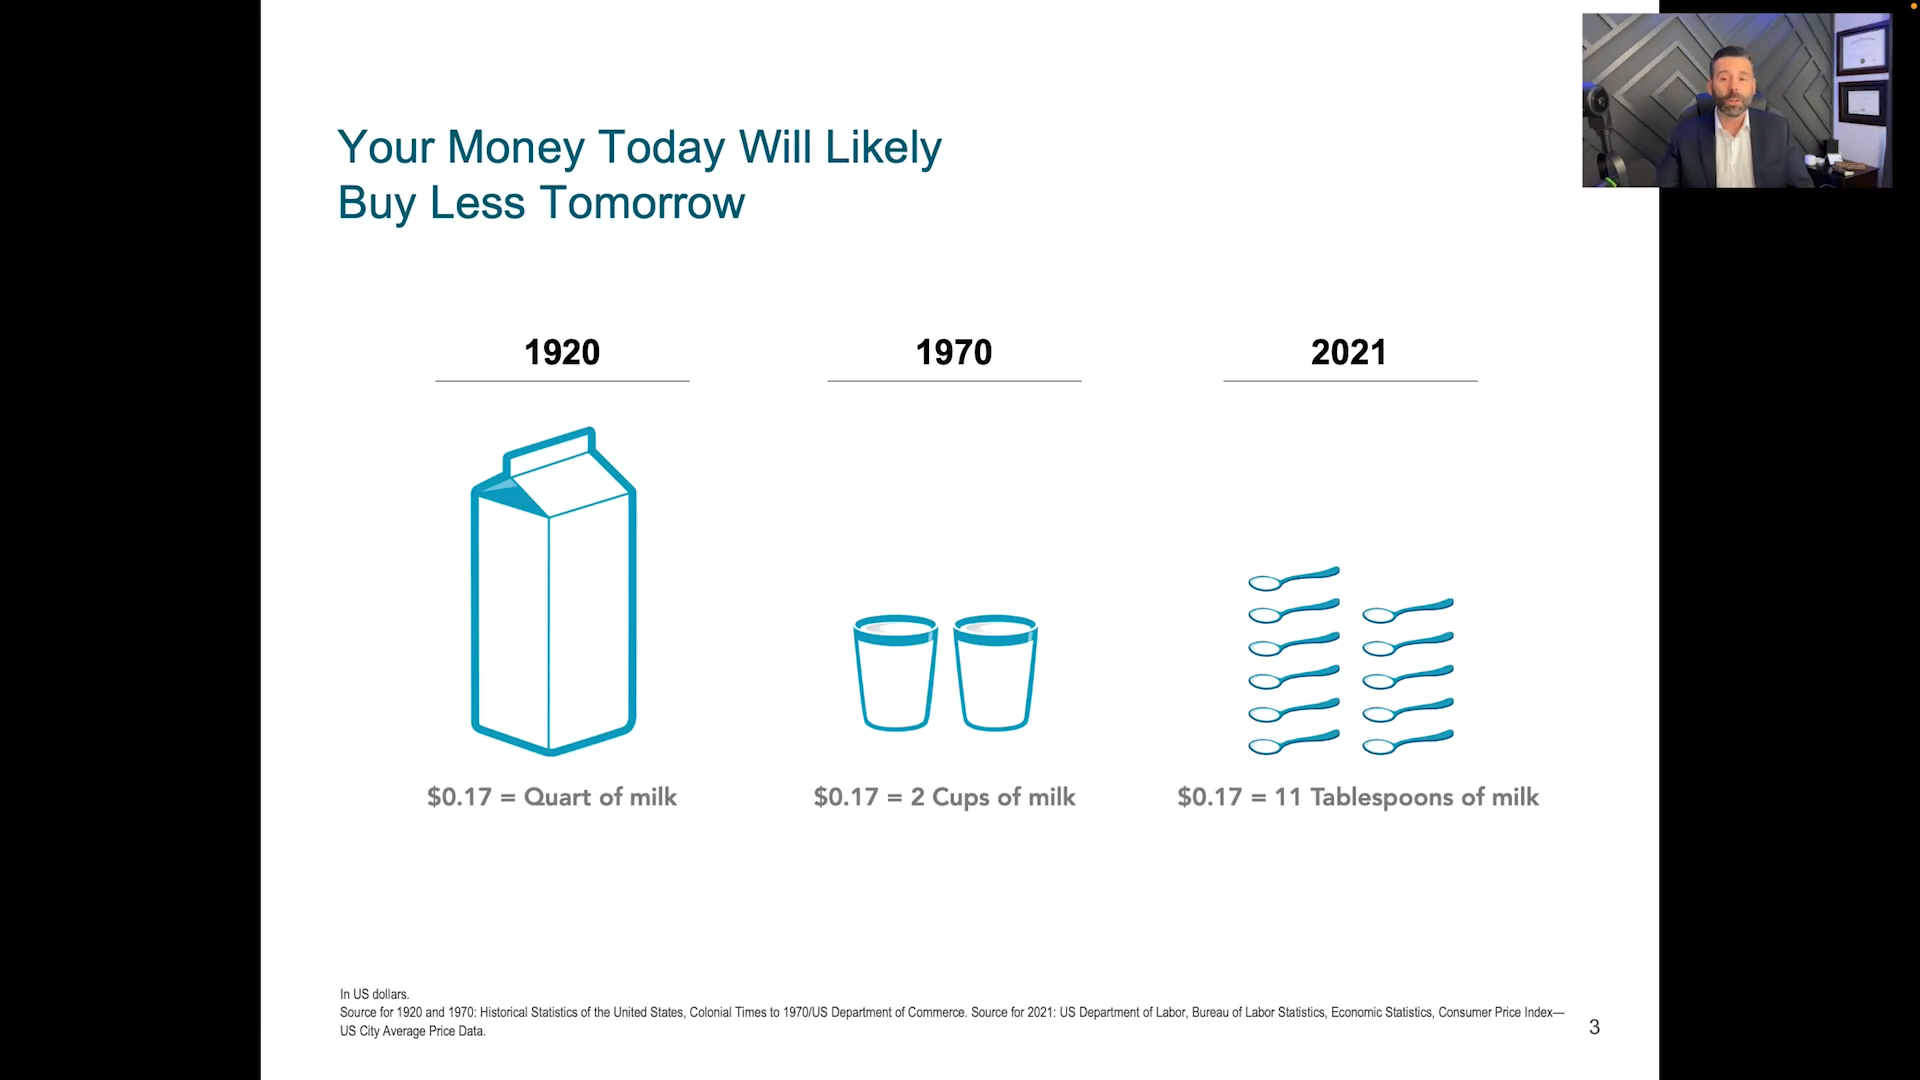 Your Money Today Will Likely
Buy Less Tomorrow
1920
1970
2021
$0.17 = Quart of milk
$0.17 = 2 Cups of milk
$0.17 = 11 Tablespoons of milk
In US dollars.
Source for 1920 and 1970: Historical Statistics of the United States, Colonial Times to 1970/US Department of Commerce. Source for 2021: US Department of Labor, Bureau of Labor Statistics, Economic Statistics, Consumer Price Index—
US City Average Price Data.
3